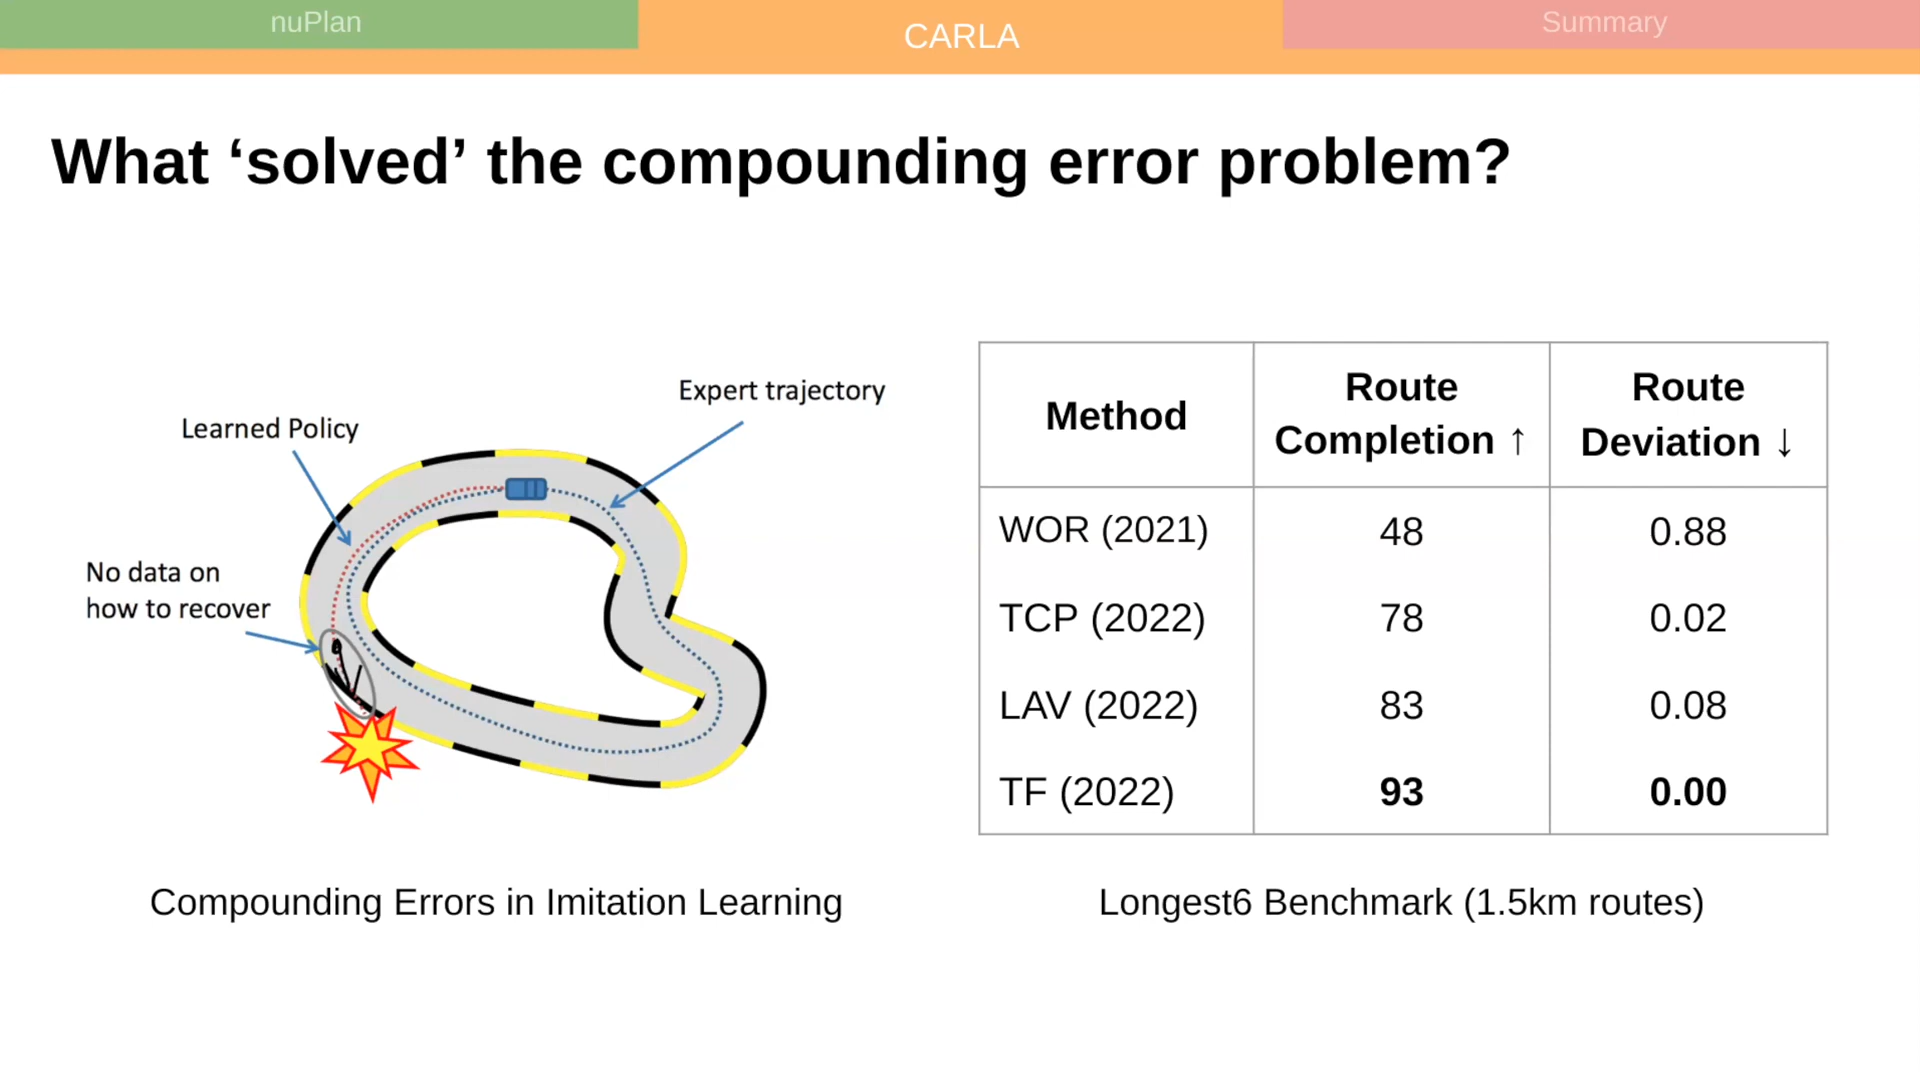 nuPlan
CARLA
Summary
What ‘solved’ the compounding error problem?
Learned Policy
Expert trajectory
No data on
how to recover
Compounding Errors in Imitation Learning
Method Route Completion ↑ Route Deviation ↓
WOR (2021) 48 0.88
TCP (2022) 78 0.02
LAV (2022) 83 0.08
TF (2022) 93 0.00
Longest6 Benchmark (1.5km routes)